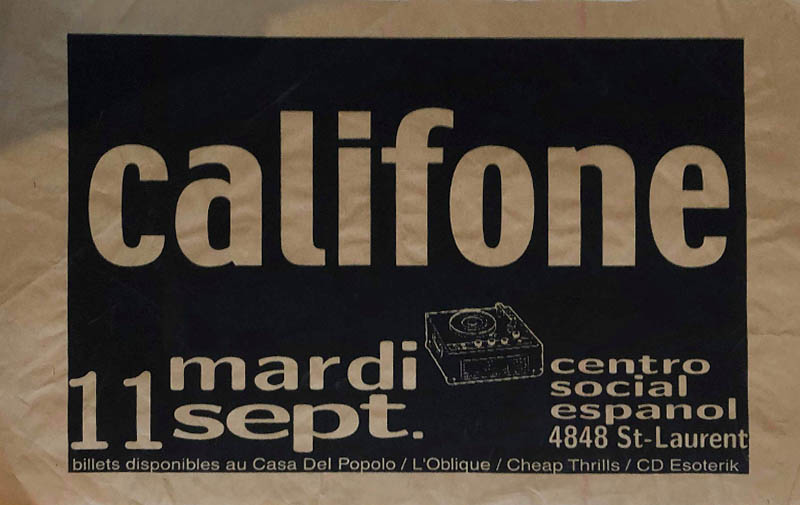 califone
11 mardi
sept.
centro
social
espanol
4848 St-Laurent
billets disponibles au Casa Del Popolo / L'Oblique / Cheap Thrills / CD Esoterik